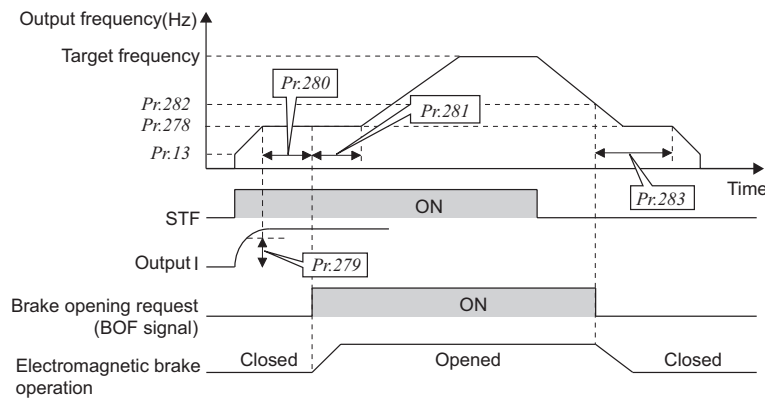 Output frequency(Hz)
Target frequency
Pr.280
Pr.282
Pr.281
Pr.278
Pr.13
Time
Pr.283
STF
ON
Output I
Pr.279
Brake opening request
(BOF signal)
ON
Electromagnetic brake
operation
Closed
Opened
Closed